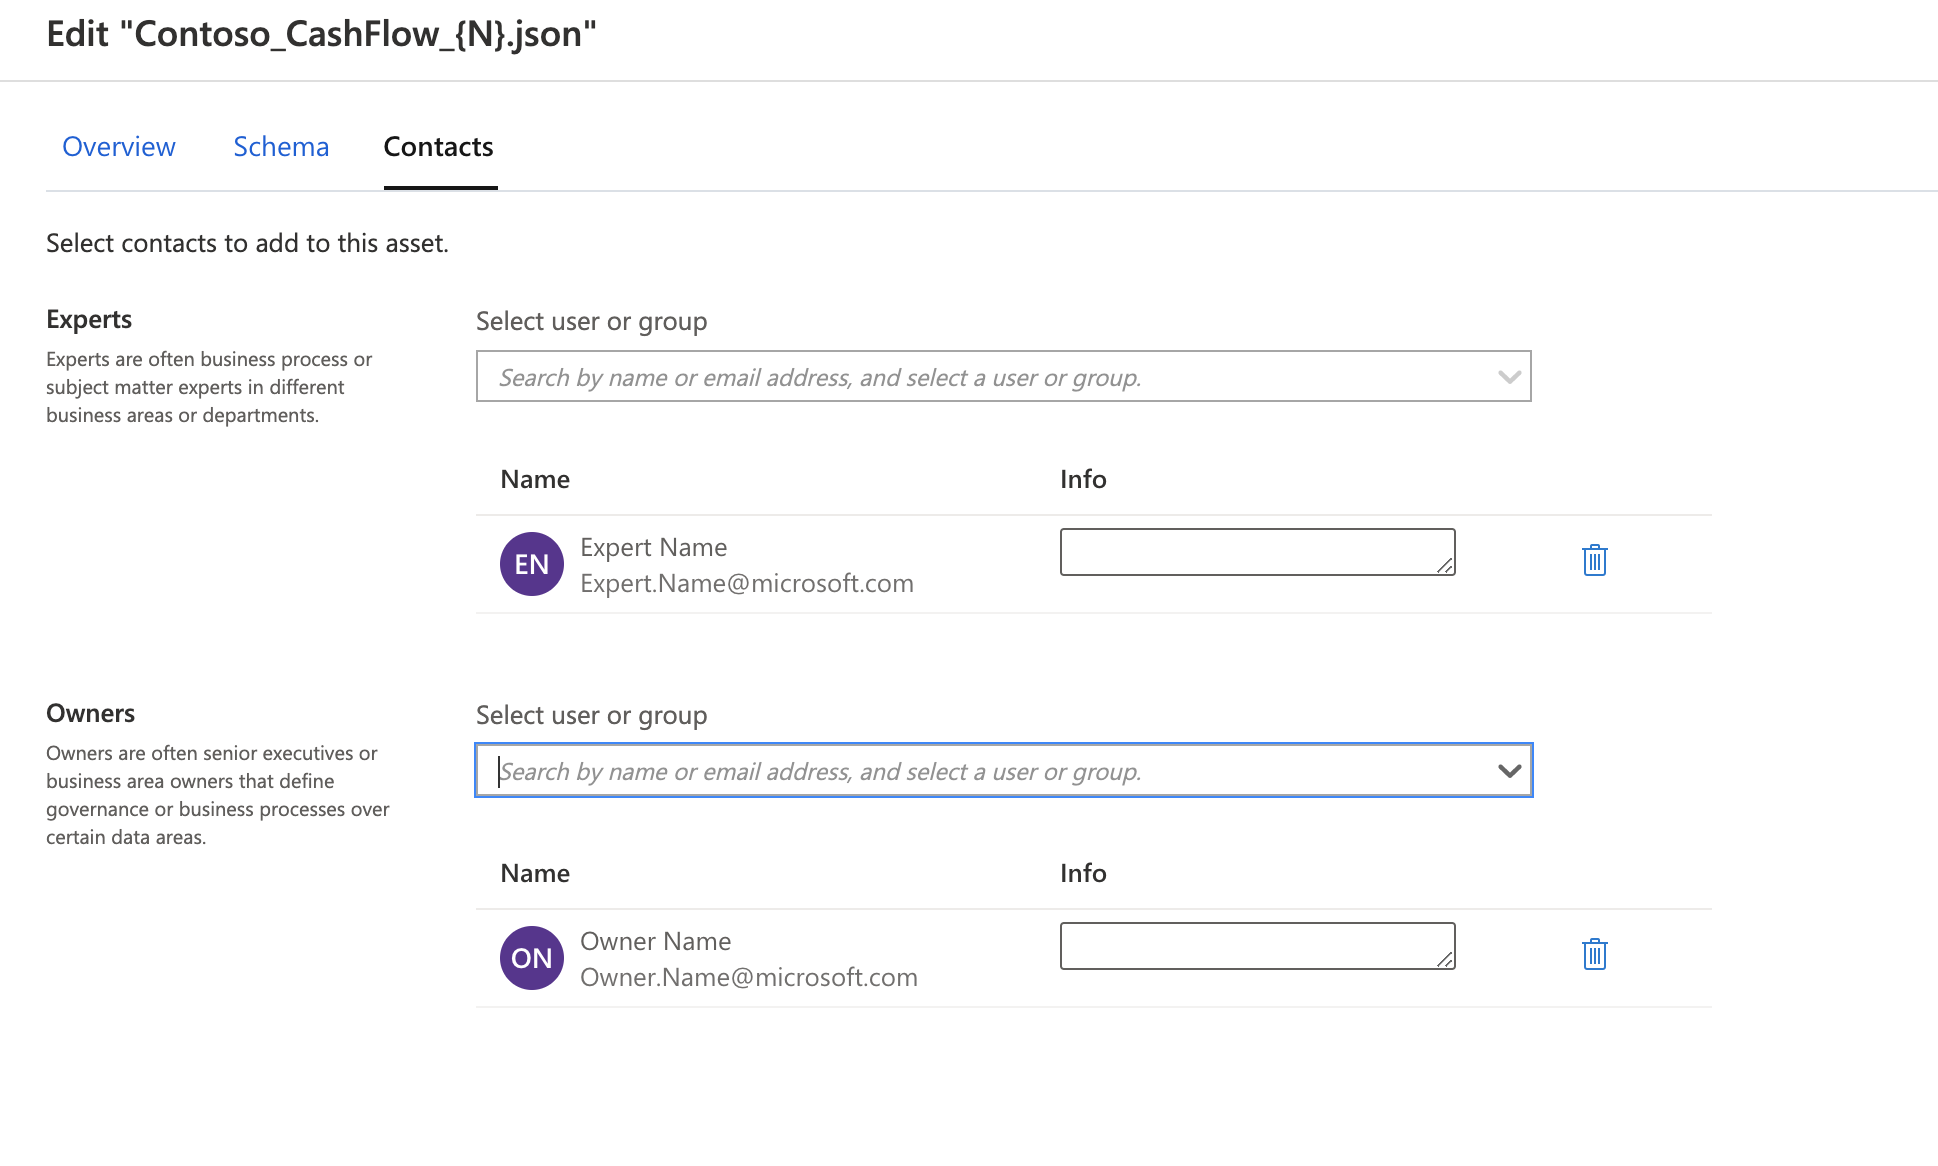 Edit "Contoso_CashFlow_{N}.json"
Overview Schema Contacts
Select contacts to add to this asset.
Experts
Experts are often business process or
subject matter experts in different
business areas or departments.
Select user or group
Search by name or email address, and select a user or group.
Name Info
EN
Expert Name
Expert.Name@microsoft.com
Owners
Owners are often senior executives or
business area owners that define
governance or business processes over
certain data areas.
Select user or group
Search by name or email address, and select a user or group.
Name Info
ON
Owner Name
Owner.Name@microsoft.com